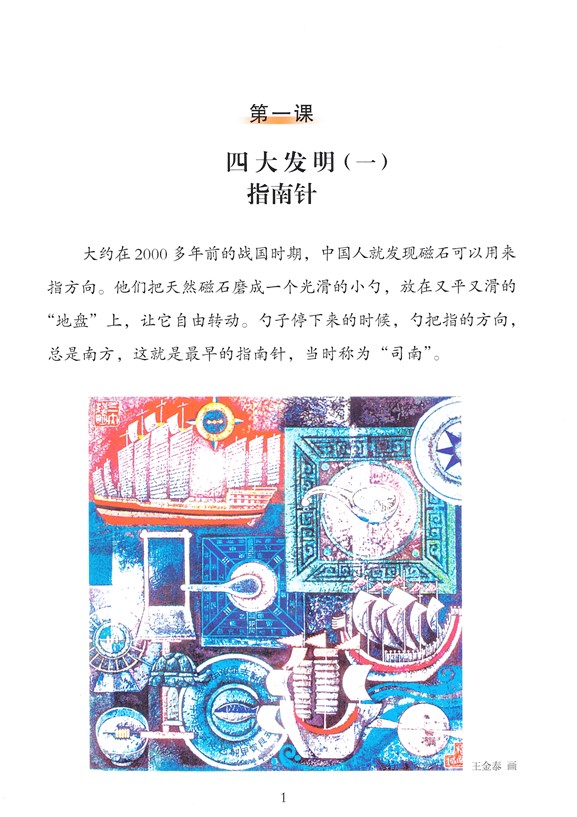 第一课
四大发明(一)
指南针
大约在2000多年前的战国时期，中国人就发现磁石可以用来
指方向。他们把天然磁石磨成一个光滑的小勺，放在又平又滑的
“地盘”上，让它自由转动。勺子停下来的时候，勺把指的方向，
总是南方，这就是最早的指南针，当时称为“司南”。
王金泰 画
1